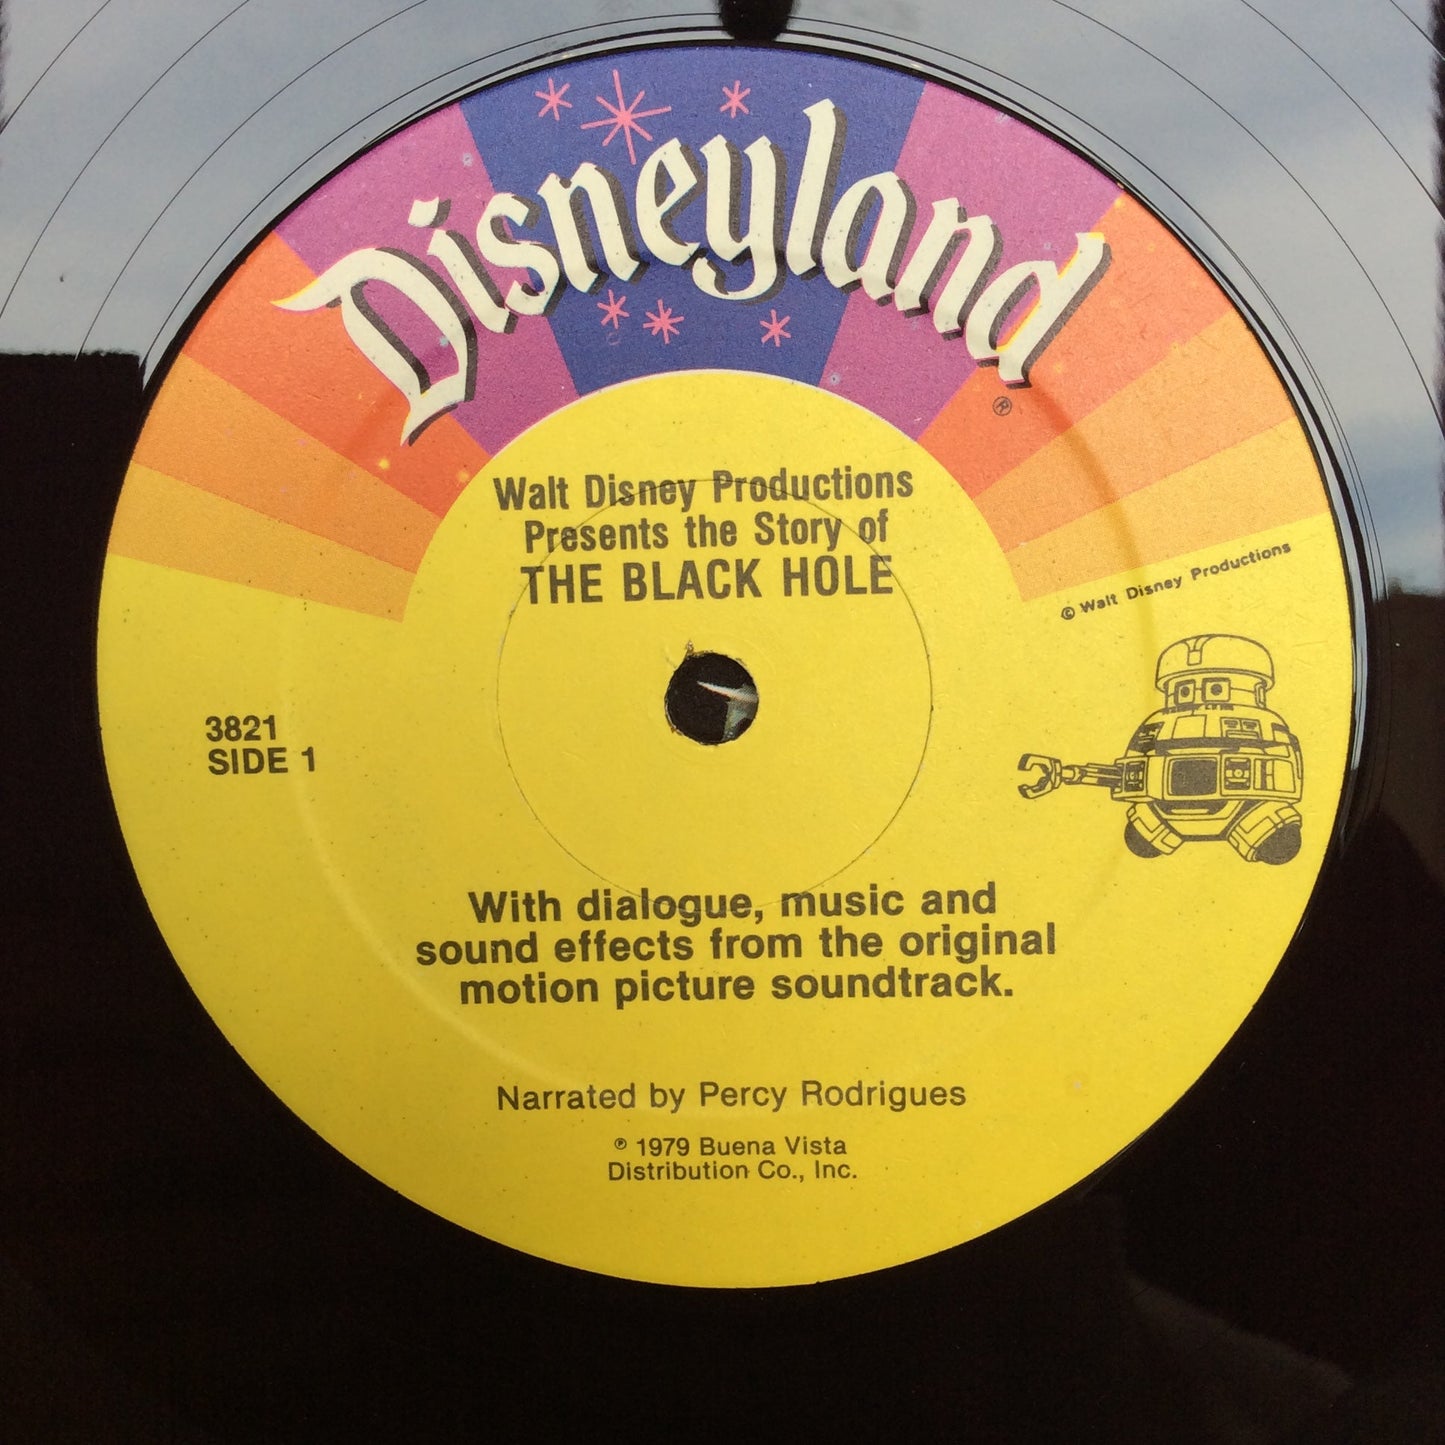 Disneyland
®
Walt Disney Productions
Presents the Story of
THE BLACK HOLE
© Walt Disney Productions
3821
SIDE 1
With dialogue, music and
sound effects from the original
motion picture soundtrack.
Narrated by Percy Rodrigues
℗ 1979 Buena Vista
Distribution Co., Inc.